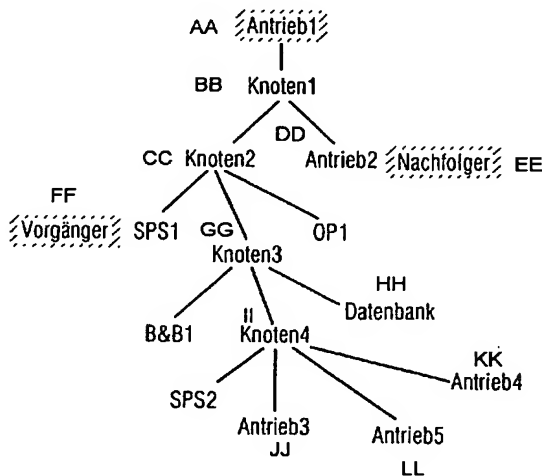 AA Antrieb1
BB Knoten1
DD
CC Knoten2 Antrieb2 Nachfolger EE
FF
Vorgänger SPS1 GG OP1
Knoten3
HH
B&B1 II Datenbank
Knoten4
KK
SPS2 Antrieb4
Antrieb3 Antrieb5
JJ
LL